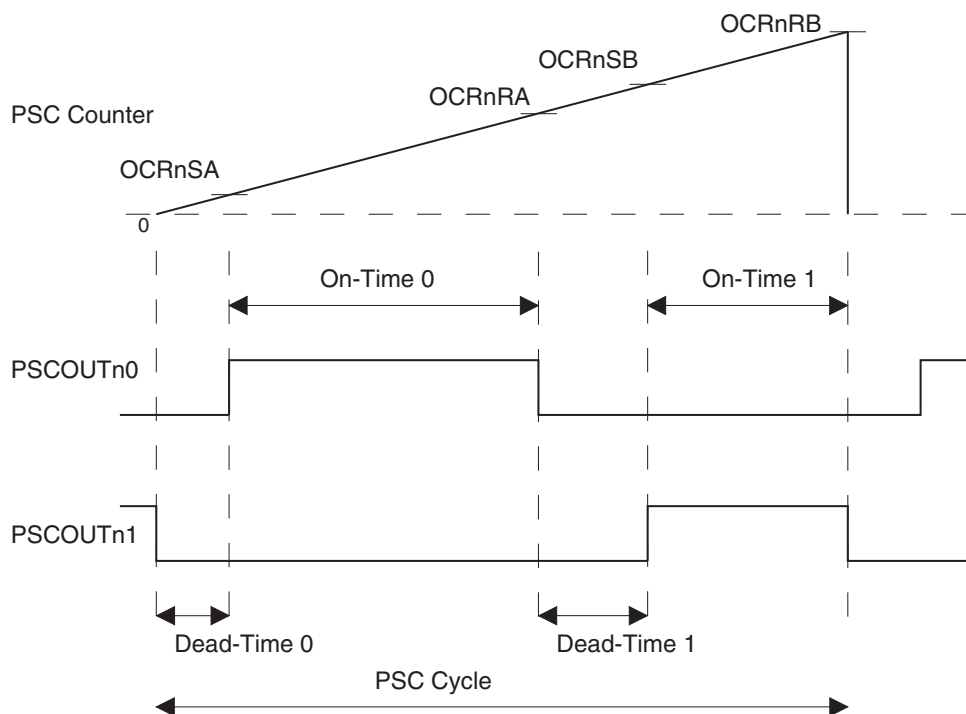 OCRnRB
OCRnSB
OCRnRA
PSC Counter
OCRnSA
0
On-Time 0
On-Time 1
PSCOUTn0
PSCOUTn1
Dead-Time 0
Dead-Time 1
PSC Cycle